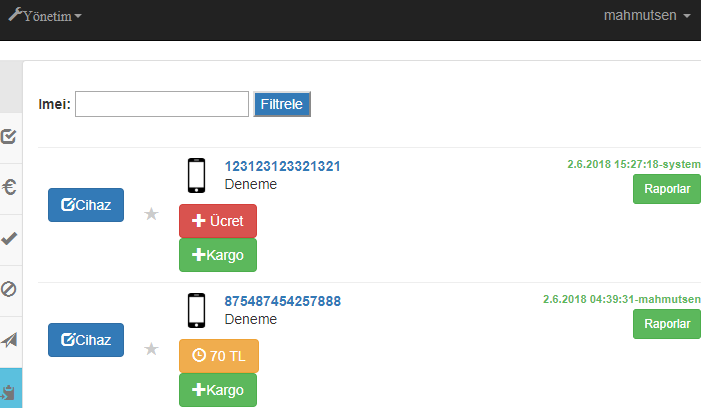 Yönetim
mahmutsen
Imei:
Filtrele
123123123321321
2.6.2018 15:27:18-system
Deneme
Raporlar
Cihaz
Ücret
Kargo
875487454257888
2.6.2018 04:39:31-mahmutsen
Deneme
Raporlar
Cihaz
70 TL
Kargo